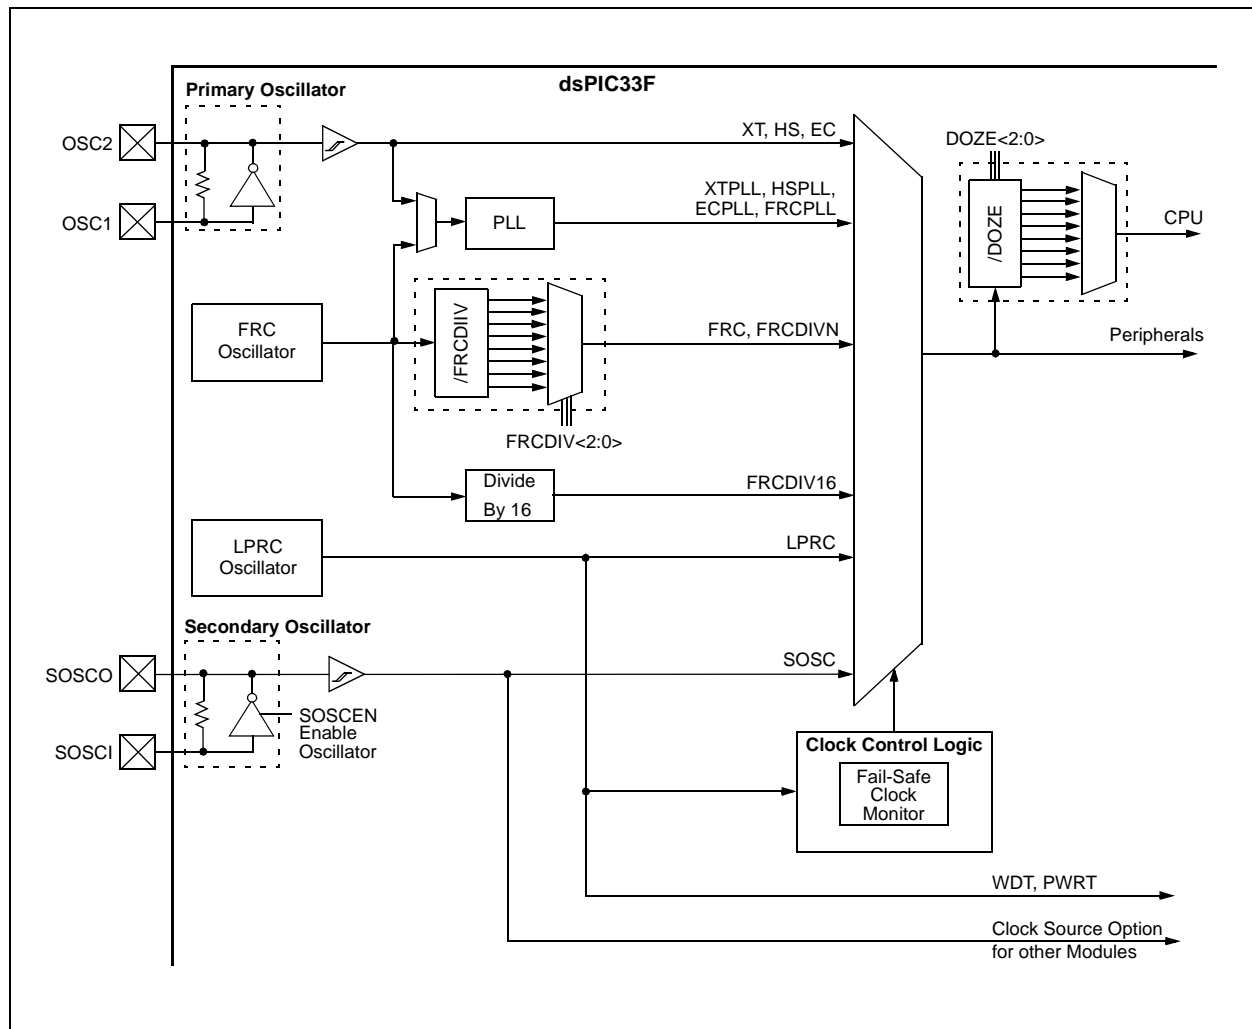 dsPIC33F
Primary Oscillator
OSC2
OSC1
XT, HS, EC
XTPLL, HSPLL,
ECPLL, FRCPLL
PLL
DOZE<2:0>
/DOZE
CPU
Peripherals
FRC
Oscillator
/FRCDIIV
FRC, FRCDIVN
FRCDIV<2:0>
Divide
By 16
FRCDIV16
LPRC
Oscillator
LPRC
Secondary Oscillator
SOSCO
SOSCI
SOSCEN
Enable
Oscillator
SOSC
Clock Control Logic
Fail-Safe
Clock
Monitor
WDT, PWRT
Clock Source Option
for other Modules